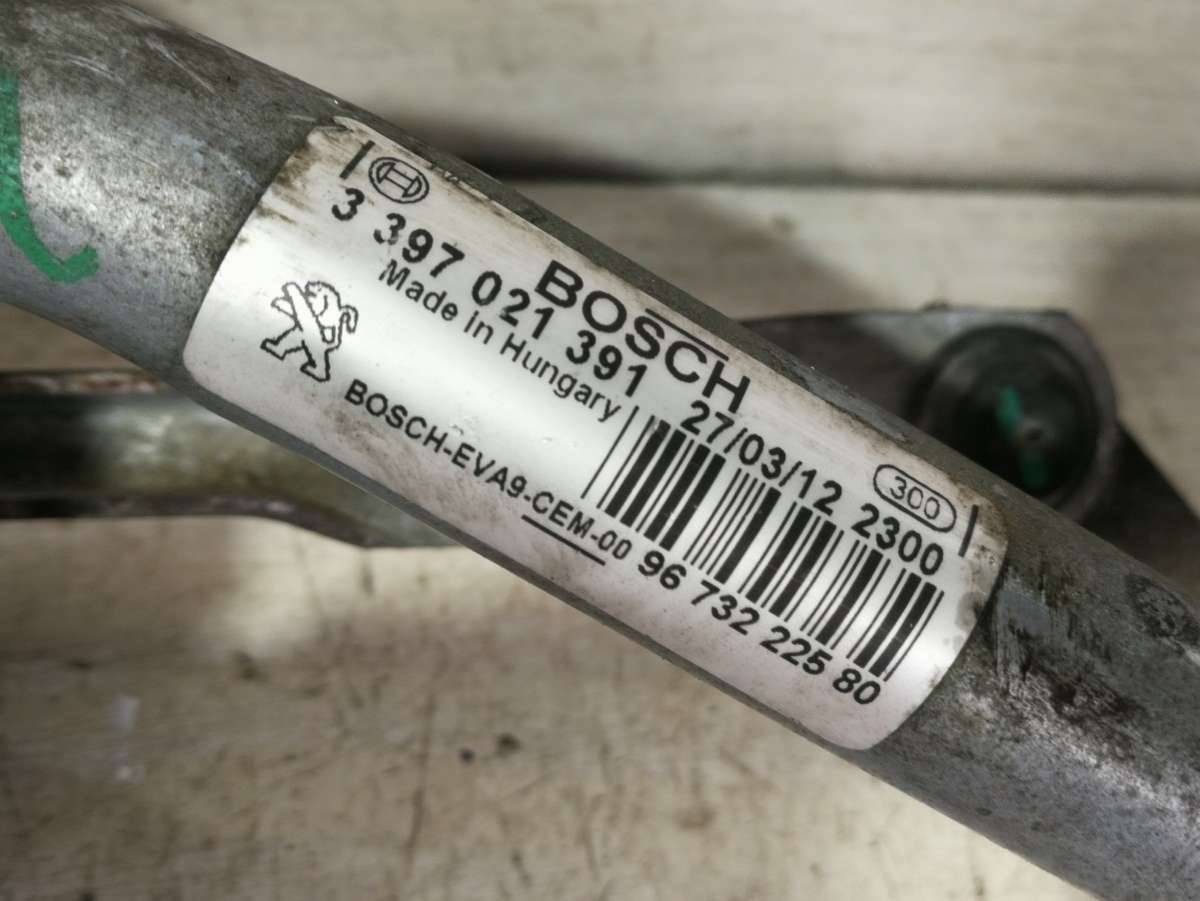 BOSCH
3 397 021 391 27/03/12 2300
Made in Hungary
300
BOSCH-EVA9-CEM-00
96 732 225 80